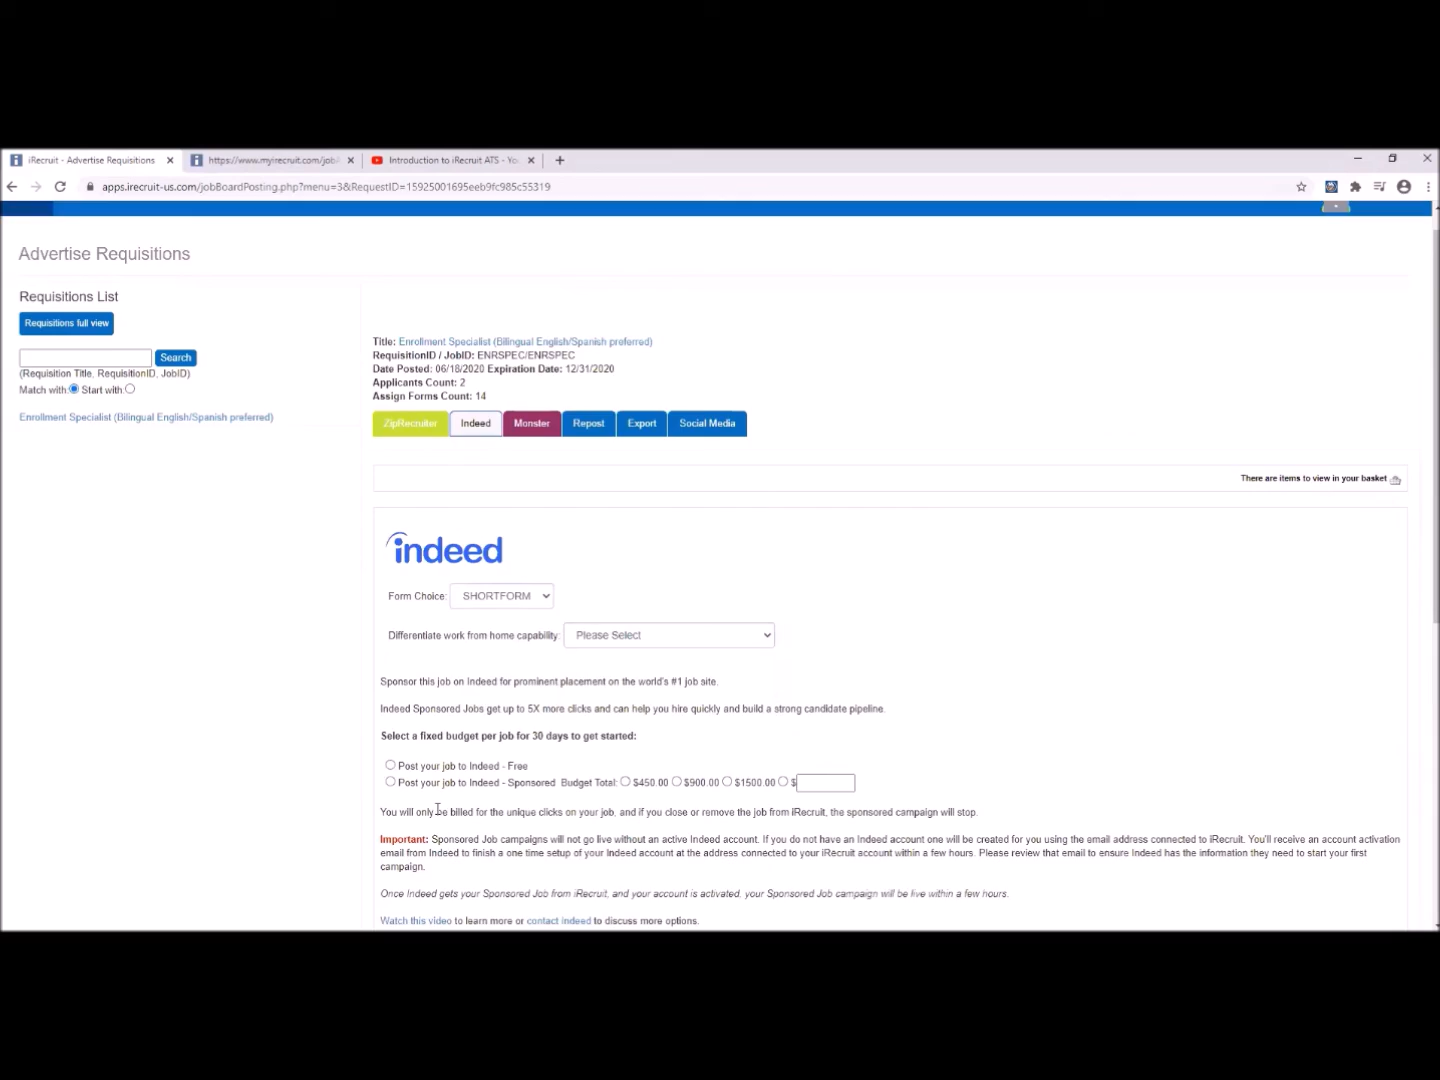 iRecruit - Advertise Requisitions
https://www.myirecruit.com/job/
Introduction to iRecruit ATS - Yo
apps.irecruit-us.com/jobBoardPosting.php?menu=3&RequestID=15925001695eeb9fc985c55319
Advertise Requisitions
Requisitions List
Requisitions full view
Search
(Requisition Title, RequisitionID, JobID)
Match with: Start with:
Enrollment Specialist (Bilingual English/Spanish preferred)
Title: Enrollment Specialist (Bilingual English/Spanish preferred)
RequisitionID / JobID: ENRSPEC/ENRSPEC
Date Posted: 06/18/2020 Expiration Date: 12/31/2020
Applicants Count: 2
Assign Forms Count: 14
ZipRecruiter Indeed Monster Repost Export Social Media
There are items to view in your basket
indeed
Form Choice: SHORTFORM
Differentiate work from home capability: Please Select
Sponsor this job on Indeed for prominent placement on the world's #1 job site.
Indeed Sponsored Jobs get up to 5X more clicks and can help you hire quickly and build a strong candidate pipeline.
Select a fixed budget per job for 30 days to get started:
Post your job to Indeed - Free
Post your job to Indeed - Sponsored Budget Total: $450.00 $900.00 $1500.00 $
You will only be billed for the unique clicks on your job, and if you close or remove the job from iRecruit, the sponsored campaign will stop.
Important: Sponsored Job campaigns will not go live without an active Indeed account. If you do not have an Indeed account one will be created for you using the email address connected to iRecruit. You'll receive an account activation
email from Indeed to finish a one time setup of your Indeed account at the address connected to your iRecruit account within a few hours. Please review that email to ensure Indeed has the information they need to start your first
campaign.
Once Indeed gets your Sponsored Job from iRecruit, and your account is activated, your Sponsored Job campaign will be live within a few hours.
Watch this video to learn more or contact indeed to discuss more options.